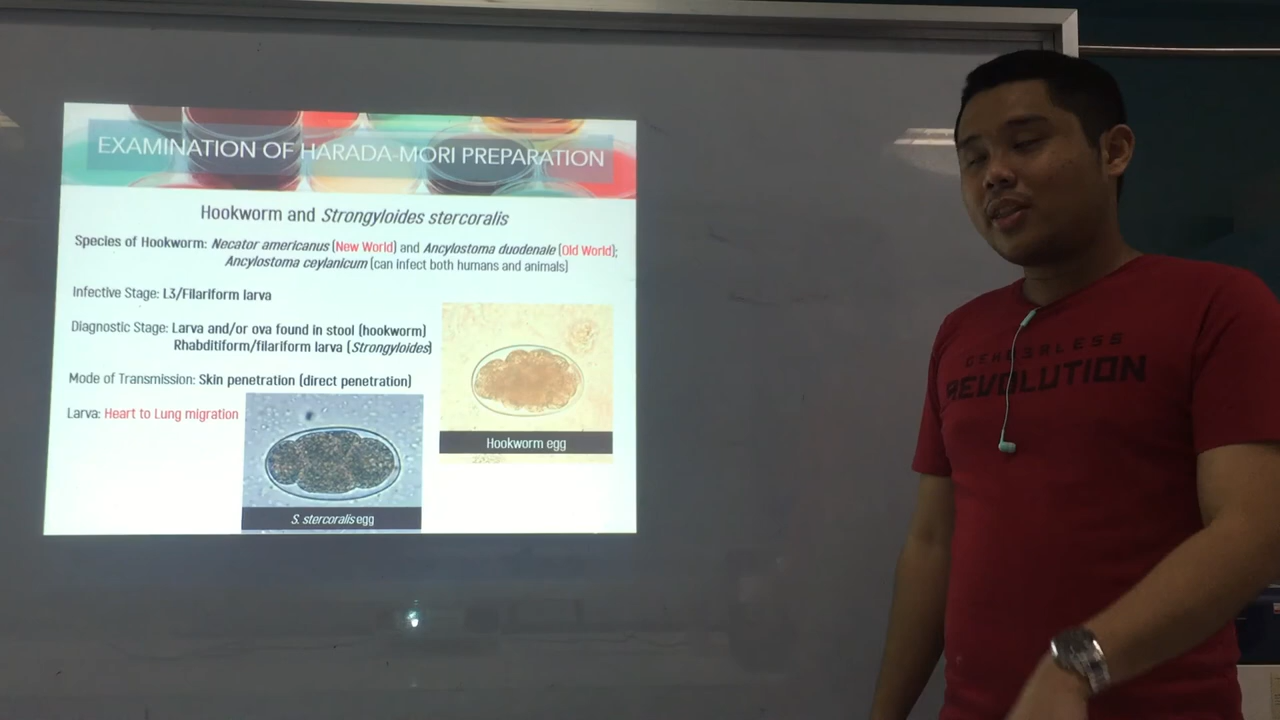 EXAMINATION OF HARADA-MORI PREPARATION
Hookworm and Strongyloides stercoralis
Species of Hookworm: Necator americanus (New World) and Ancylostoma duodenale (Old World);
Ancylostoma ceylanicum (can infect both humans and animals)
Infective Stage: L3/Filariform larva
Diagnostic Stage: Larva and/or ova found in stool (hookworm)
Rhabditiform/filariform larva (Strongyloides)
Mode of Transmission: Skin penetration (direct penetration)
Larva: Heart to Lung migration
Hookworm egg
S. stercoralis egg
REVOLUTION